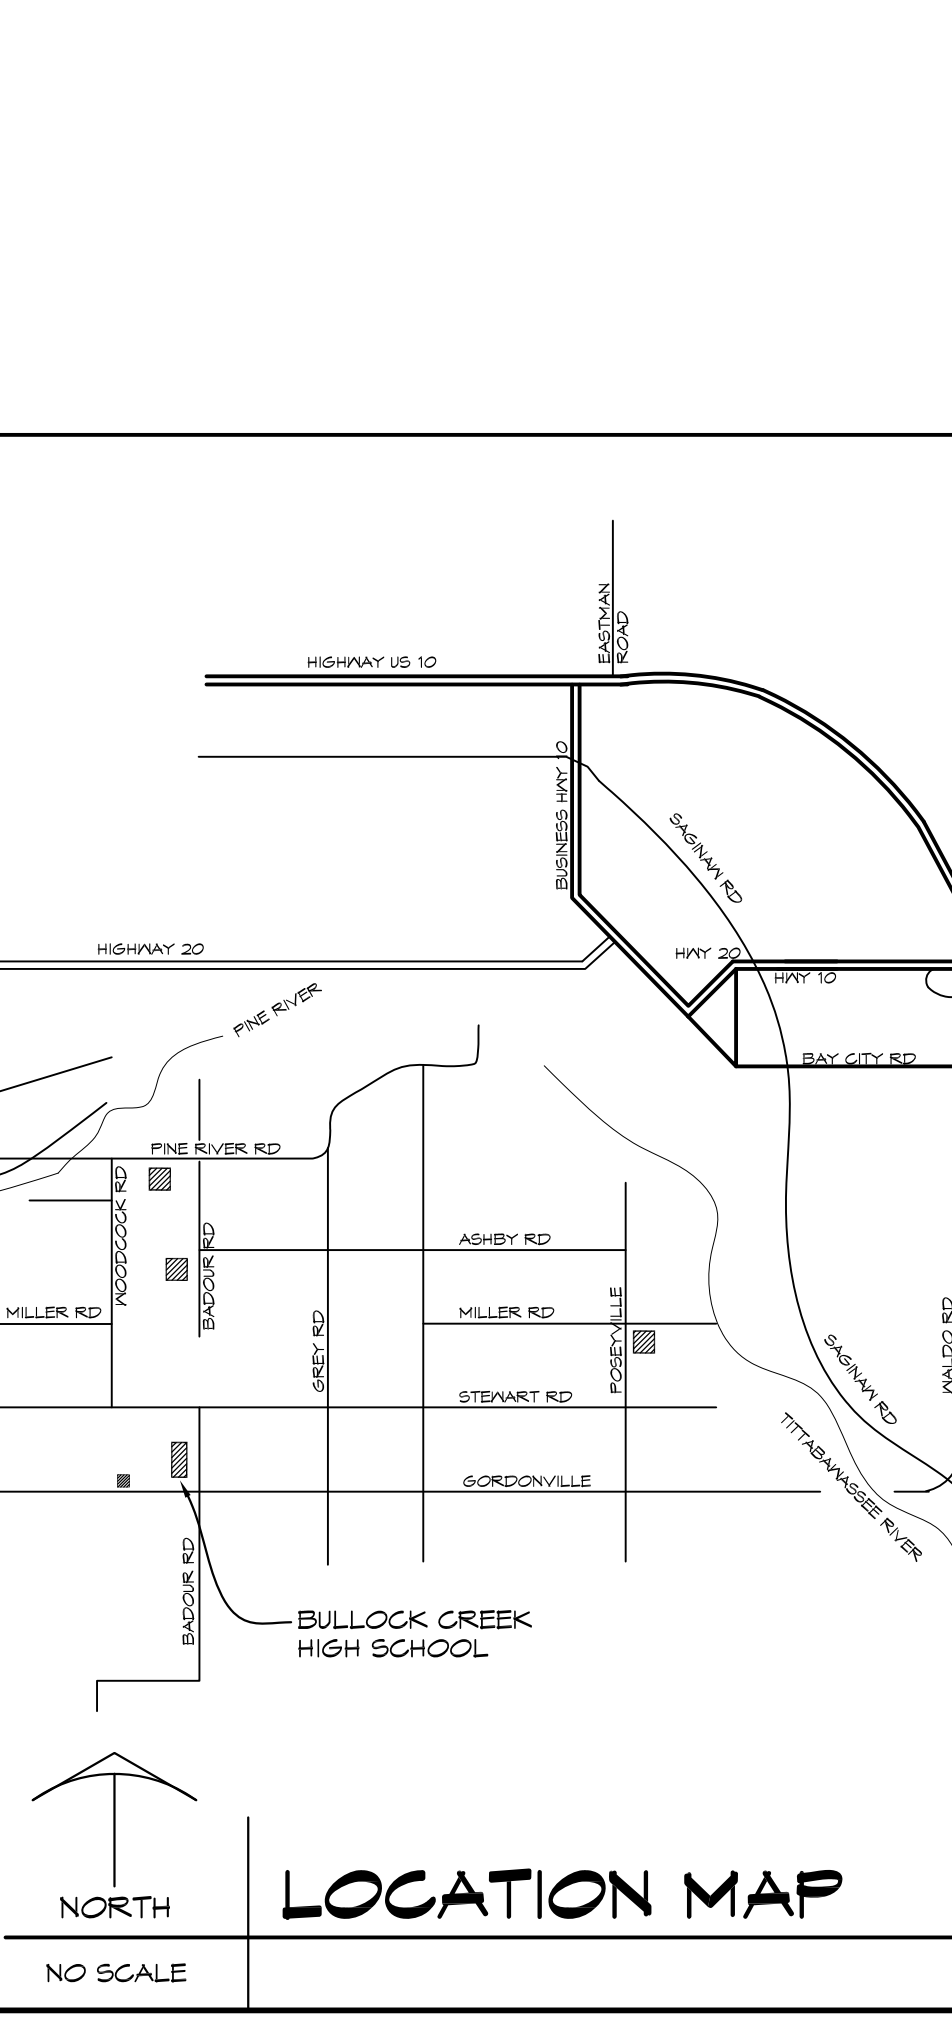 EASTMAN
ROAD
HIGHWAY US 10
BUSINESS HWY 10
SAGINAW RD
HIGHWAY 20
HWY 20
HWY 10
PINE RIVER
BAY CITY RD
PINE RIVER RD
WOODCOCK RD
BADOUR RD
ASHBY RD
MILLER RD
GREY RD
MILLER RD
POSEYVILLE
WALDO RD
SAGINAW RD
STEWART RD
TITTABAWASSEE RIVER
GORDONVILLE
BADOUR RD
BULLOCK CREEK
HIGH SCHOOL
NORTH
LOCATION MAP
NO SCALE